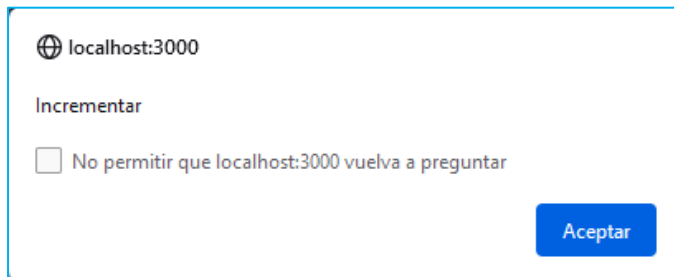 localhost:3000
Incrementar
No permitir que localhost:3000 vuelva a preguntar
Aceptar